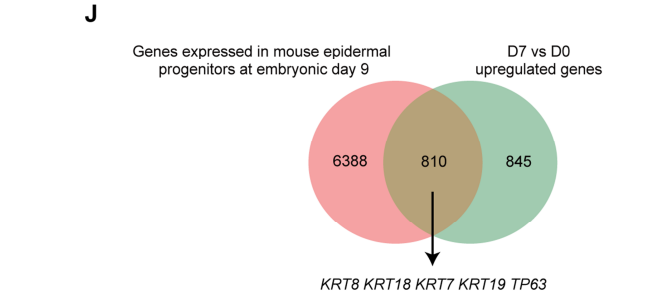 J
Genes expressed in mouse epidermal
progenitors at embryonic day 9
D7 vs D0
upregulated genes
6388
810
845
KRT8 KRT18 KRT7 KRT19 TP63